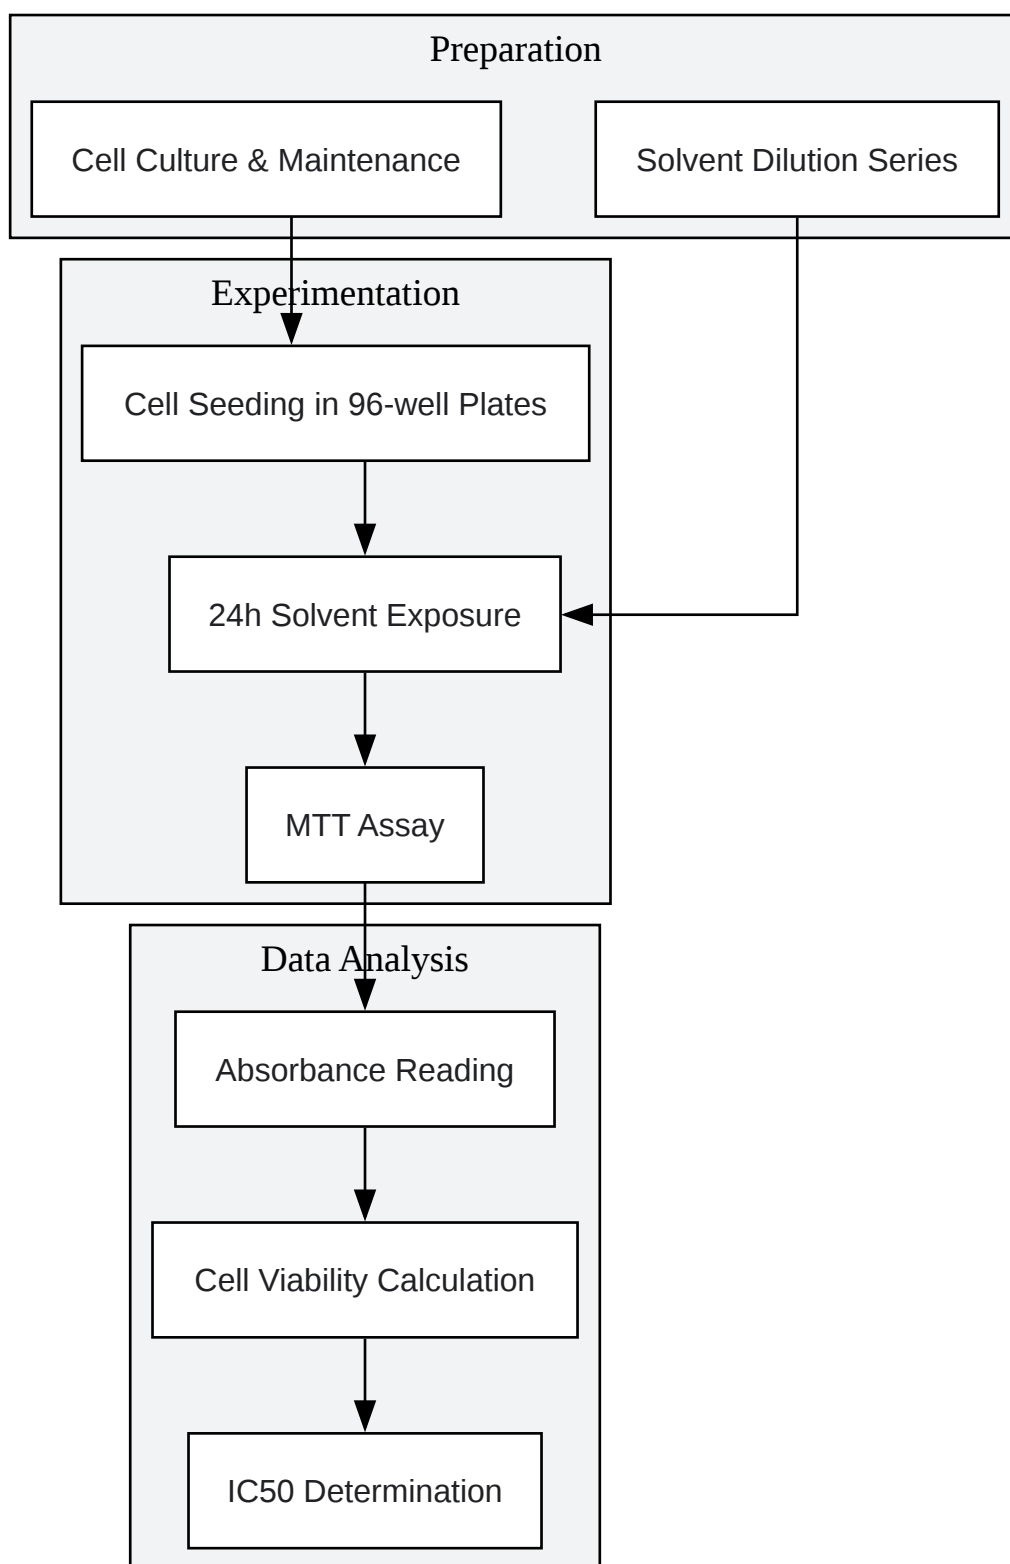 Preparation
Cell Culture & Maintenance
Solvent Dilution Series
Experimentation
Cell Seeding in 96-well Plates
24h Solvent Exposure
MTT Assay
Data Analysis
Absorbance Reading
Cell Viability Calculation
IC50 Determination